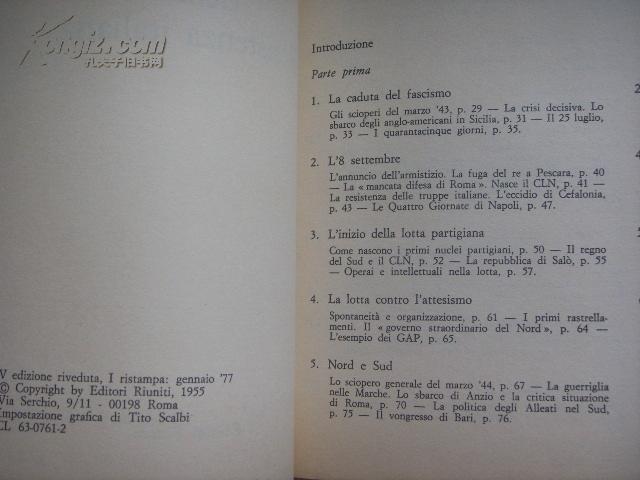 Kongfz.com
孔夫子旧书网
V edizione riveduta, I ristampa: gennaio '77
© Copyright by Editori Riuniti, 1955
Via Serchio, 9/11 - 00198 Roma
Impostazione grafica di Tito Scalbi
CL 63-0761-2
Introduzione
Parte prima
1. La caduta del fascismo
Gli scioperi del marzo '43, p. 29 — La crisi decisiva. Lo
sbarco degli anglo-americani in Sicilia, p. 31 — Il 25 luglio,
p. 33 — I quarantacinque giorni, p. 35.
2. L'8 settembre
L'annuncio dell'armistizio. La fuga del re a Pescara, p. 40
— La « mancata difesa di Roma ». Nasce il CLN, p. 41 —
La resistenza delle truppe italiane. L'eccidio di Cefalonia,
p. 43 — Le Quattro Giornate di Napoli, p. 47.
3. L'inizio della lotta partigiana
Come nascono i primi nuclei partigiani, p. 50 — Il regno
del Sud e il CLN, p. 52 — La repubblica di Salò, p. 55
— Operai e intellettuali nella lotta, p. 57.
4. La lotta contro l'attesismo
Spontaneità e organizzazione, p. 61 — I primi rastrella-
menti. Il « governo straordinario del Nord », p. 64 —
L'esempio dei GAP, p. 65.
5. Nord e Sud
Lo sciopero generale del marzo '44, p. 67 — La guerriglia
nelle Marche. Lo sbarco di Anzio e la critica situazione
di Roma, p. 70 — La politica degli Alleati nel Sud,
p. 75 — Il vongresso di Bari, p. 76.